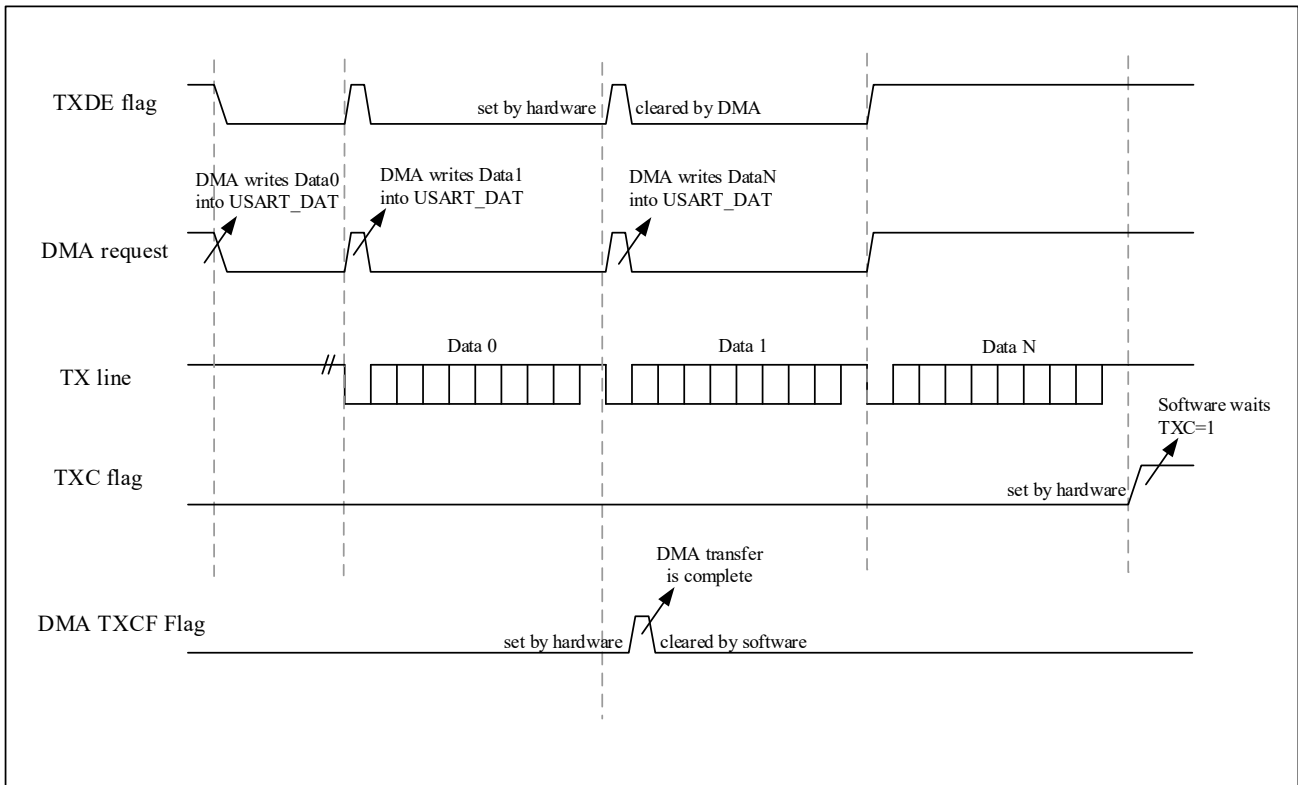 TXDE flag
set by hardware
cleared by DMA
DMA writes Data0
into USART_DAT
DMA writes Data1
into USART_DAT
DMA writes DataN
into USART_DAT
DMA request
Data 0
Data 1
Data N
TX line
Software waits
TXC=1
TXC flag
set by hardware
DMA transfer
is complete
DMA TXCF Flag
set by hardware
cleared by software